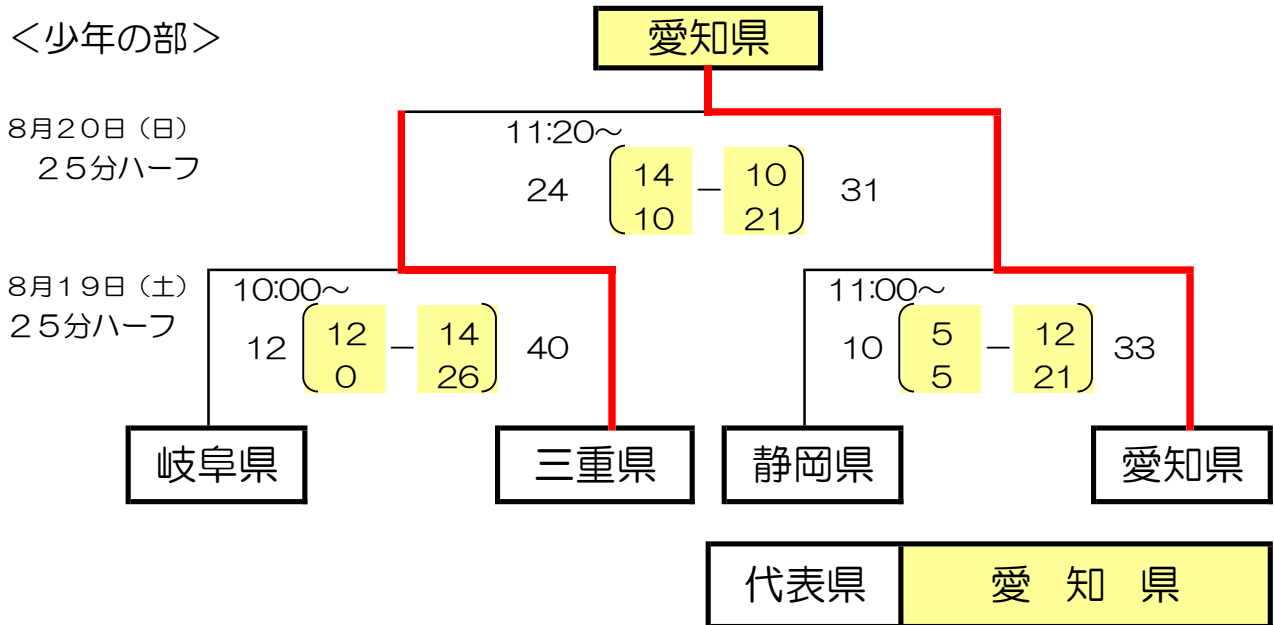 ＜少年の部＞
愛知県
８月２０日（日）
２５分ハーフ
11:20～
24 14 － 10 31
10 21
８月１９日（土）
２５分ハーフ
10:00～
12 12 － 14 40
0 26
11:00～
10 5 － 12 33
5 21
岐阜県
三重県
静岡県
愛知県
代表県 愛 知 県